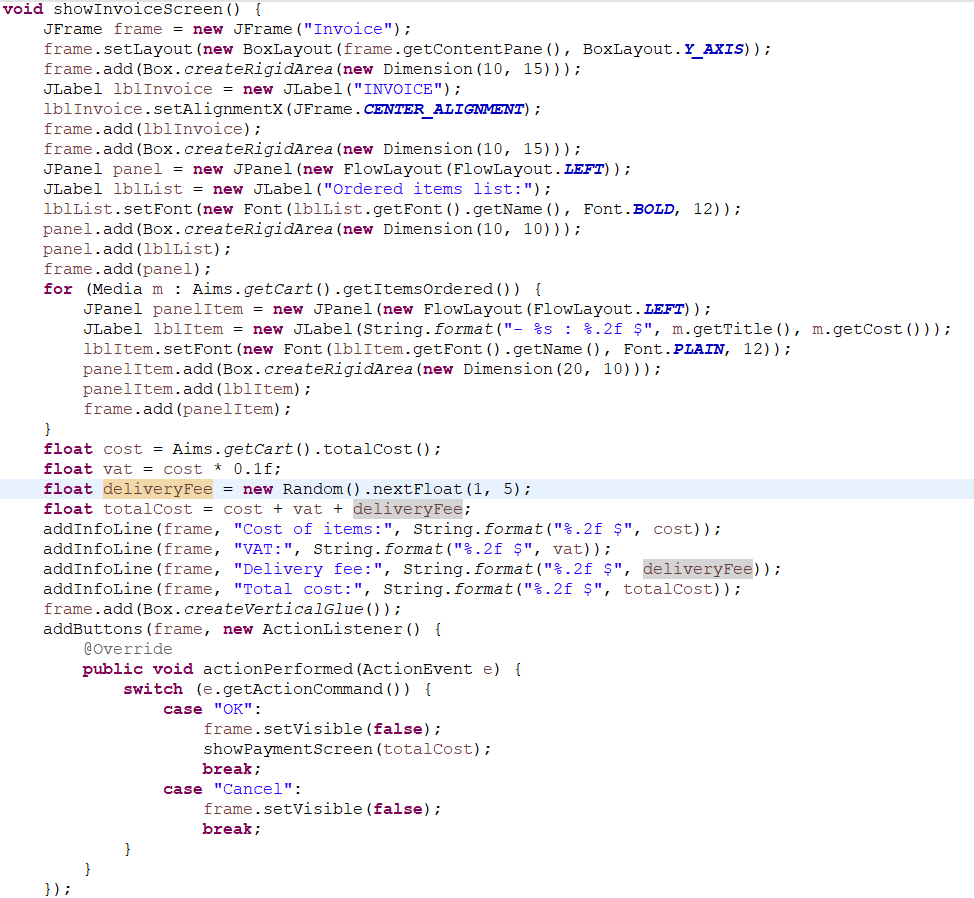 void showInvoiceScreen() {
    JFrame frame = new JFrame("Invoice");
    frame.setLayout(new BoxLayout(frame.getContentPane(), BoxLayout.Y_AXIS));
    frame.add(Box.createRigidArea(new Dimension(10, 15)));
    JLabel lblInvoice = new JLabel("INVOICE");
    lblInvoice.setAlignmentX(JFrame.CENTER_ALIGNMENT);
    frame.add(lblInvoice);
    frame.add(Box.createRigidArea(new Dimension(10, 15)));
    JPanel panel = new JPanel(new FlowLayout(FlowLayout.LEFT));
    JLabel lblList = new JLabel("Ordered items list:");
    lblList.setFont(new Font(lblList.getFont().getName(), Font.BOLD, 12));
    panel.add(Box.createRigidArea(new Dimension(10, 10)));
    panel.add(lblList);
    frame.add(panel);
    for (Media m : Aims.getCart().getItemsOrdered()) {
        JPanel panelItem = new JPanel(new FlowLayout(FlowLayout.LEFT));
        JLabel lblItem = new JLabel(String.format("- %s : %.2f $", m.getTitle(), m.getCost()));
        lblItem.setFont(new Font(lblItem.getFont().getName(), Font.PLAIN, 12));
        panelItem.add(Box.createRigidArea(new Dimension(20, 10)));
        panelItem.add(lblItem);
        frame.add(panelItem);
    }
    float cost = Aims.getCart().totalCost();
    float vat = cost * 0.1f;
    float deliveryFee = new Random().nextFloat(1, 5);
    float totalCost = cost + vat + deliveryFee;
    addInfoLine(frame, "Cost of items:", String.format("%.2f $", cost));
    addInfoLine(frame, "VAT:", String.format("%.2f $", vat));
    addInfoLine(frame, "Delivery fee:", String.format("%.2f $", deliveryFee));
    addInfoLine(frame, "Total cost:", String.format("%.2f $", totalCost));
    frame.add(Box.createVerticalGlue());
    addButtons(frame, new ActionListener() {
        @Override
        public void actionPerformed(ActionEvent e) {
            switch (e.getActionCommand()) {
                case "OK":
                    frame.setVisible(false);
                    showPaymentScreen(totalCost);
                    break;
                case "Cancel":
                    frame.setVisible(false);
                    break;
            }
        }
    });